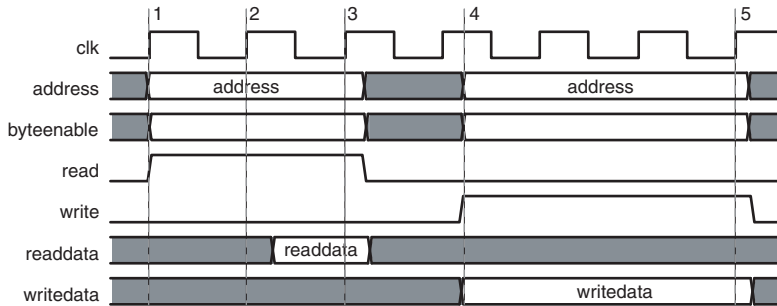 1 2 3 4 5
clk
address address address
byteenable
read
write
readdata readdata
writedata writedata